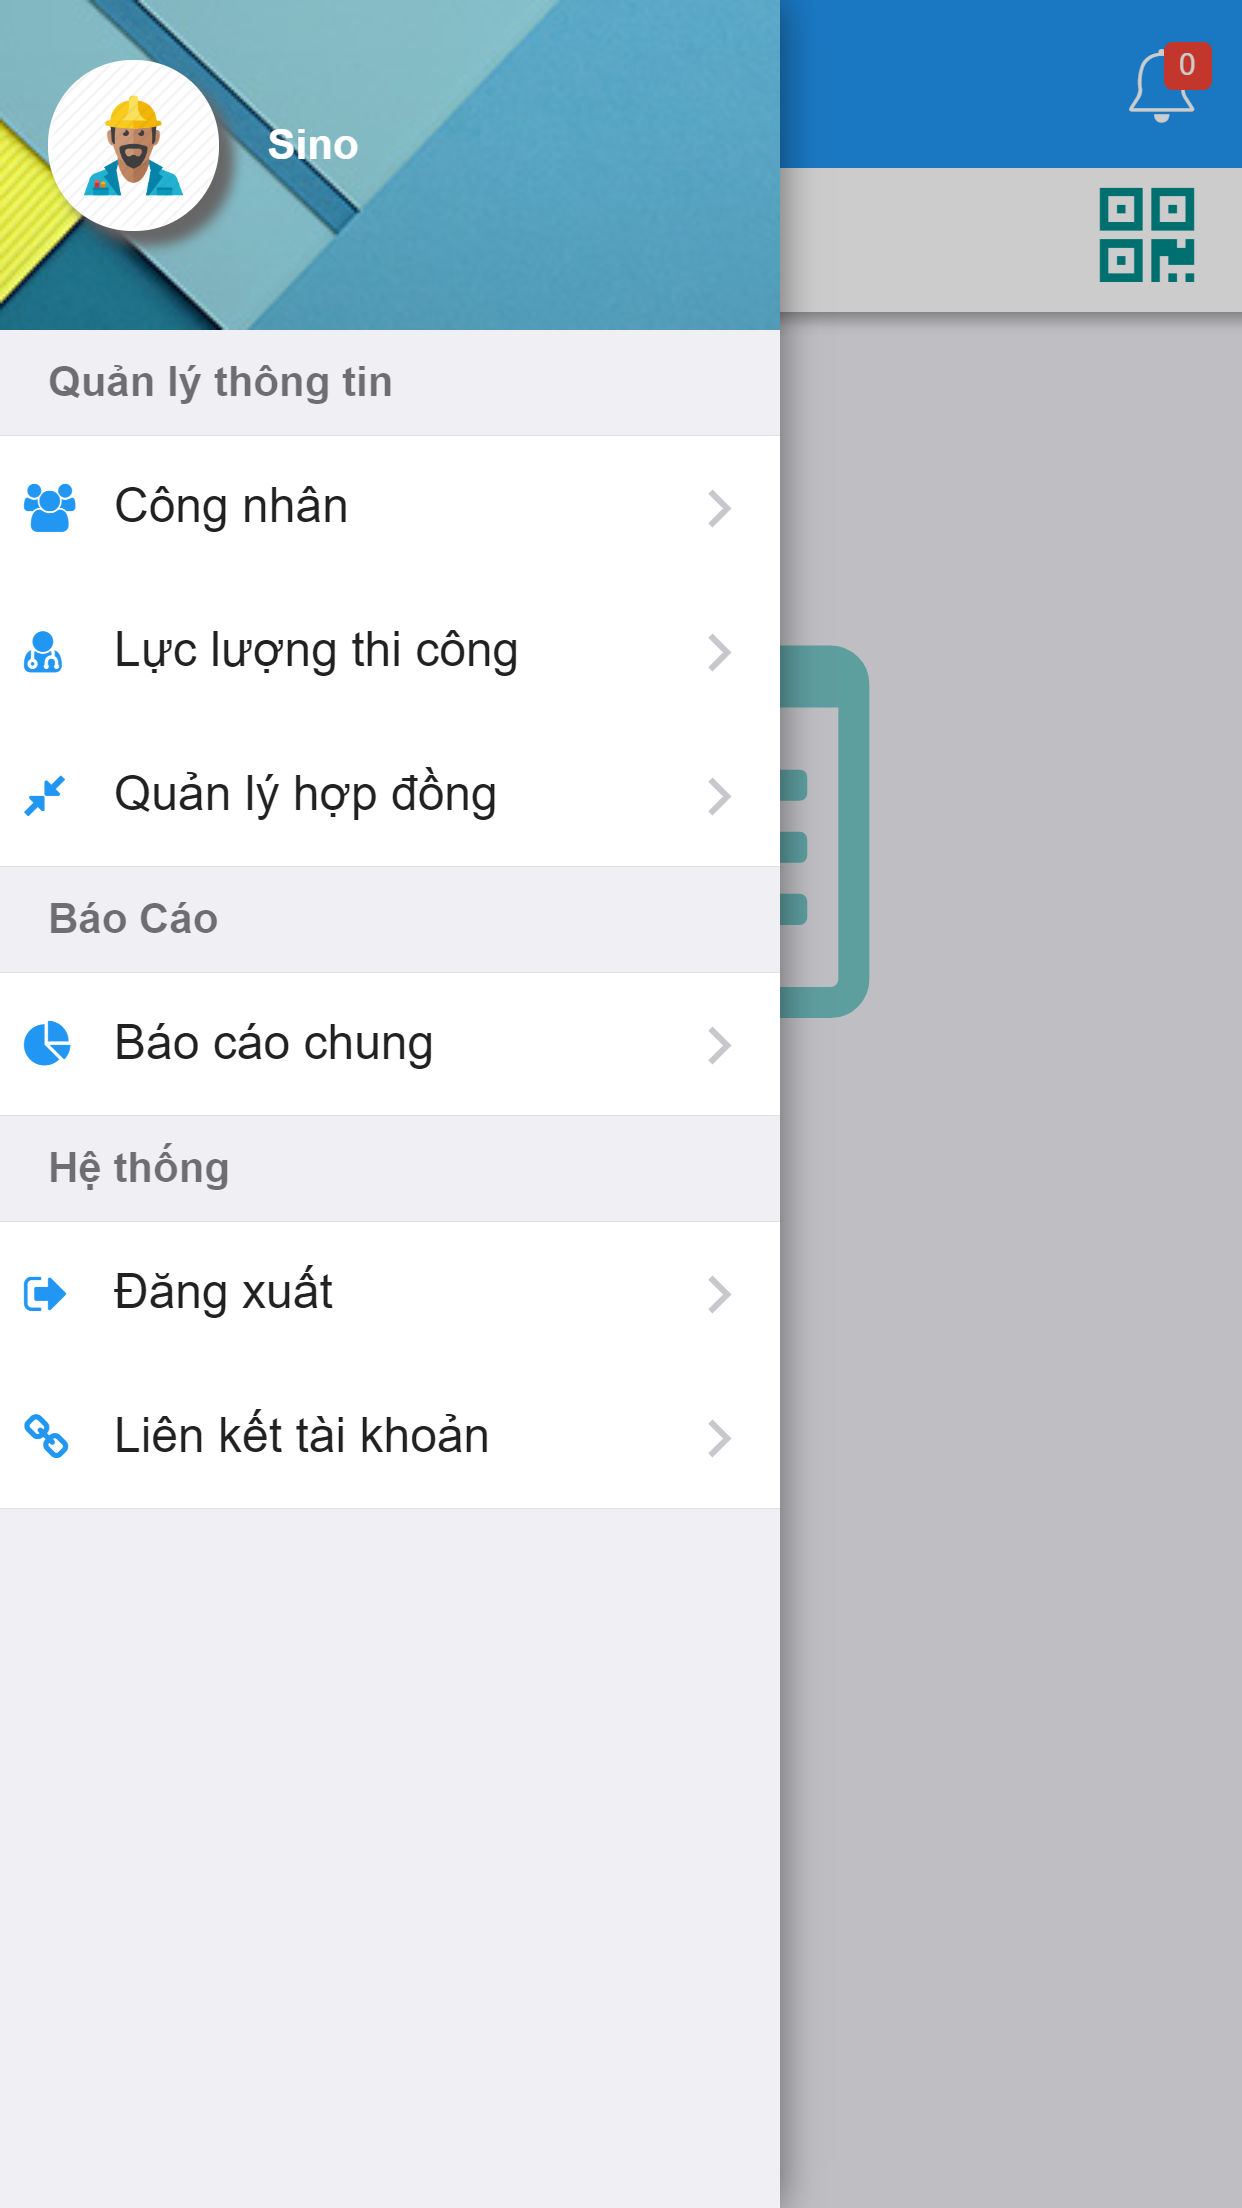 0
Sino
Quản lý thông tin
Công nhân
Lực lượng thi công
Quản lý hợp đồng
Báo Cáo
Báo cáo chung
Hệ thống
Đăng xuất
Liên kết tài khoản